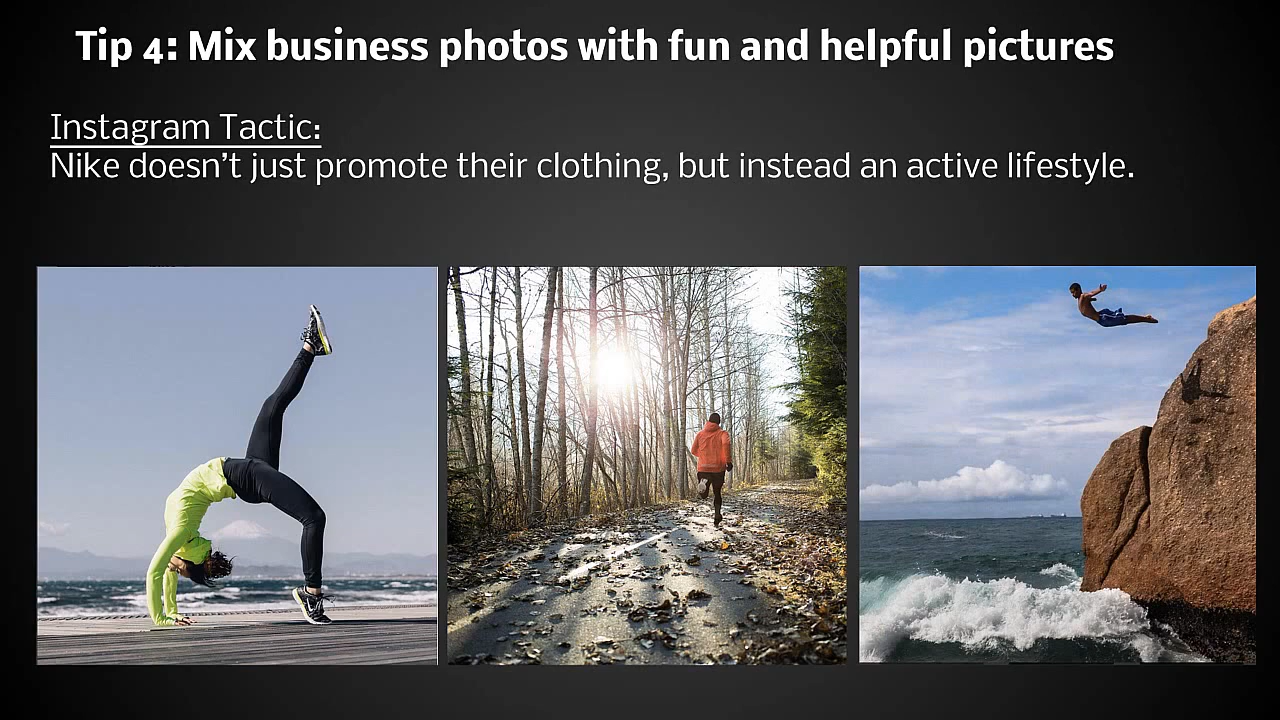 Tip 4: Mix business photos with fun and helpful pictures
Instagram Tactic:
Nike doesn’t just promote their clothing, but instead an active lifestyle.